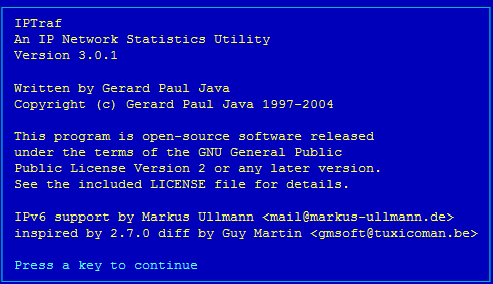 IPTraf
An IP Network Statistics Utility
Version 3.0.1
Written by Gerard Paul Java
Copyright (c) Gerard Paul Java 1997-2004
This program is open-source software released
under the terms of the GNU General Public
Public License Version 2 or any later version.
See the included LICENSE file for details.
IPv6 support by Markus Ullmann <mail@markus-ullmann.de>
inspired by 2.7.0 diff by Guy Martin <gmsoft@tuxicoman.be>
Press a key to continue